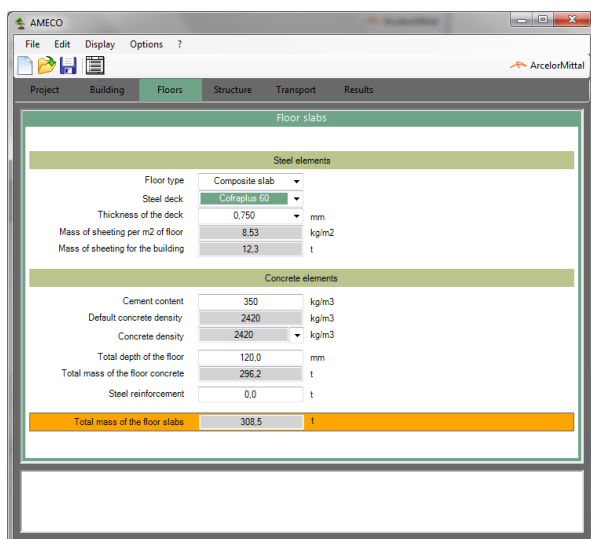 AMECO
File Edit Display Options ?
ArcelorMittal
Project Building Floors Structure Transport Results
Floor slabs
Steel elements
Floor type Composite slab
Steel deck Cofraplus 60
Thickness of the deck 0,750 mm
Mass of sheeting per m2 of floor 8,53 kg/m2
Mass of sheeting for the building 12,3 t
Concrete elements
Cement content 350 kg/m3
Default concrete density 2420 kg/m3
Concrete density 2420 kg/m3
Total depth of the floor 120,0 mm
Total mass of the floor concrete 296,2 t
Steel reinforcement 0,0 t
Total mass of the floor slabs 308,5 t